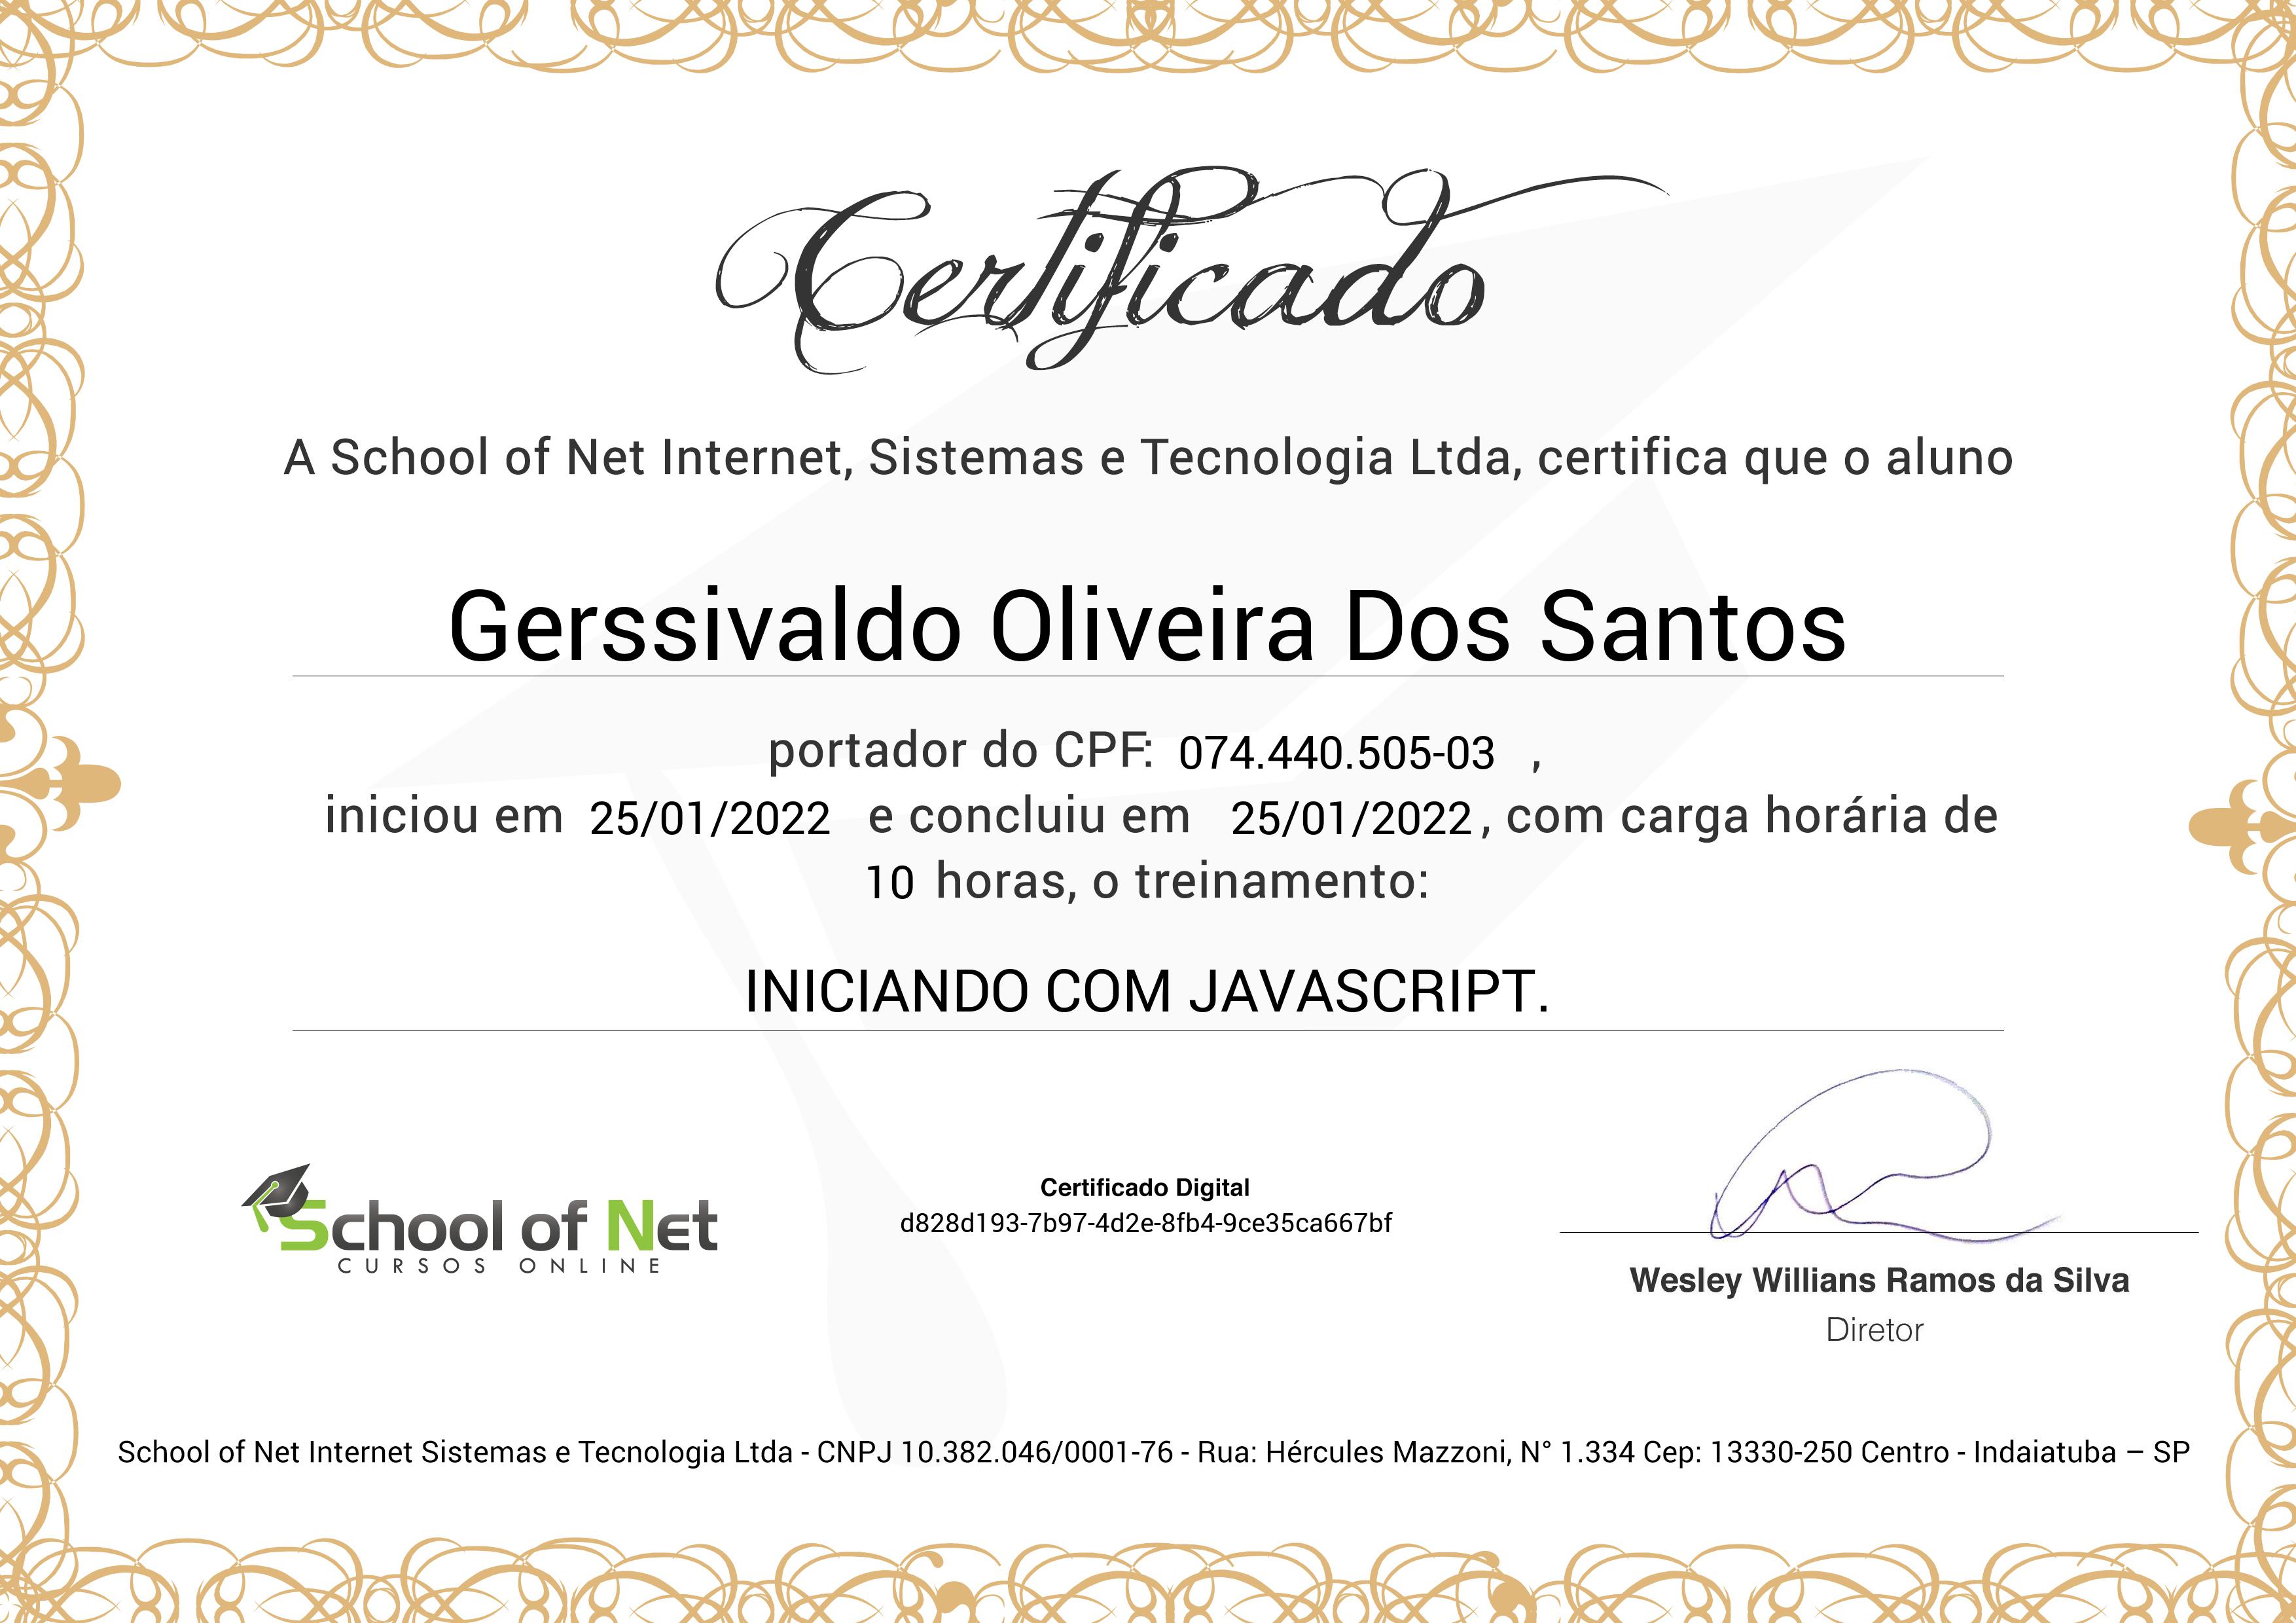 Certificado
A School of Net Internet, Sistemas e Tecnologia Ltda, certifica que o aluno
Gerssivaldo Oliveira Dos Santos
portador do CPF: 074.440.505-03 ,
iniciou em 25/01/2022 e concluiu em 25/01/2022, com carga horária de
10 horas, o treinamento:
INICIANDO COM JAVASCRIPT.
School of Net
CURSOS ONLINE
Certificado Digital
d828d193-7b97-4d2e-8fb4-9ce35ca667bf
Wesley Willians Ramos da Silva
Diretor
School of Net Internet Sistemas e Tecnologia Ltda - CNPJ 10.382.046/0001-76 - Rua: Hércules Mazzoni, N° 1.334 Cep: 13330-250 Centro - Indaiatuba – SP